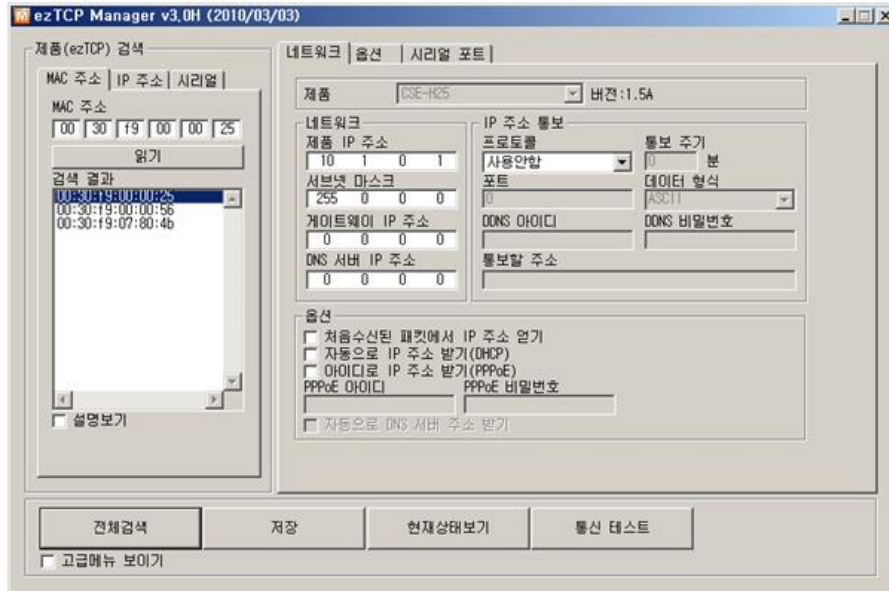 ezTCP Manager v3.0H (2010/03/03)
제품(ezTCP) 검색
MAC 주소 IP 주소 시리얼
MAC 주소
00 30 f9 00 00 25
읽기
검색 결과
00:30:f9:00:00:25
00:30:f9:00:00:56
00:30:f9:07:80:4b
설명보기
네트워크 옵션 시리얼 포트
제품 CSE-H25 버전:1.5A
네트워크
제품 IP 주소
10 1 0 1
서브넷 마스크
255 0 0 0
게이트웨이 IP 주소
0 0 0 0
DNS 서버 IP 주소
0 0 0 0
IP 주소 통보
프로토콜 통보 주기
사용안함 0 분
포트 데이터 형식
0 ASCII
DDNS 아이디 DDNS 비밀번호
통보할 주소
옵션
처음수신된 패킷에서 IP 주소 얻기
자동으로 IP 주소 받기(DHCP)
아이디로 IP 주소 받기(PPPoE)
PPPoE 아이디 PPPoE 비밀번호
자동으로 DNS 서버 주소 받기
전체검색 저장 현재상태보기 통신 테스트
고급메뉴 보이기